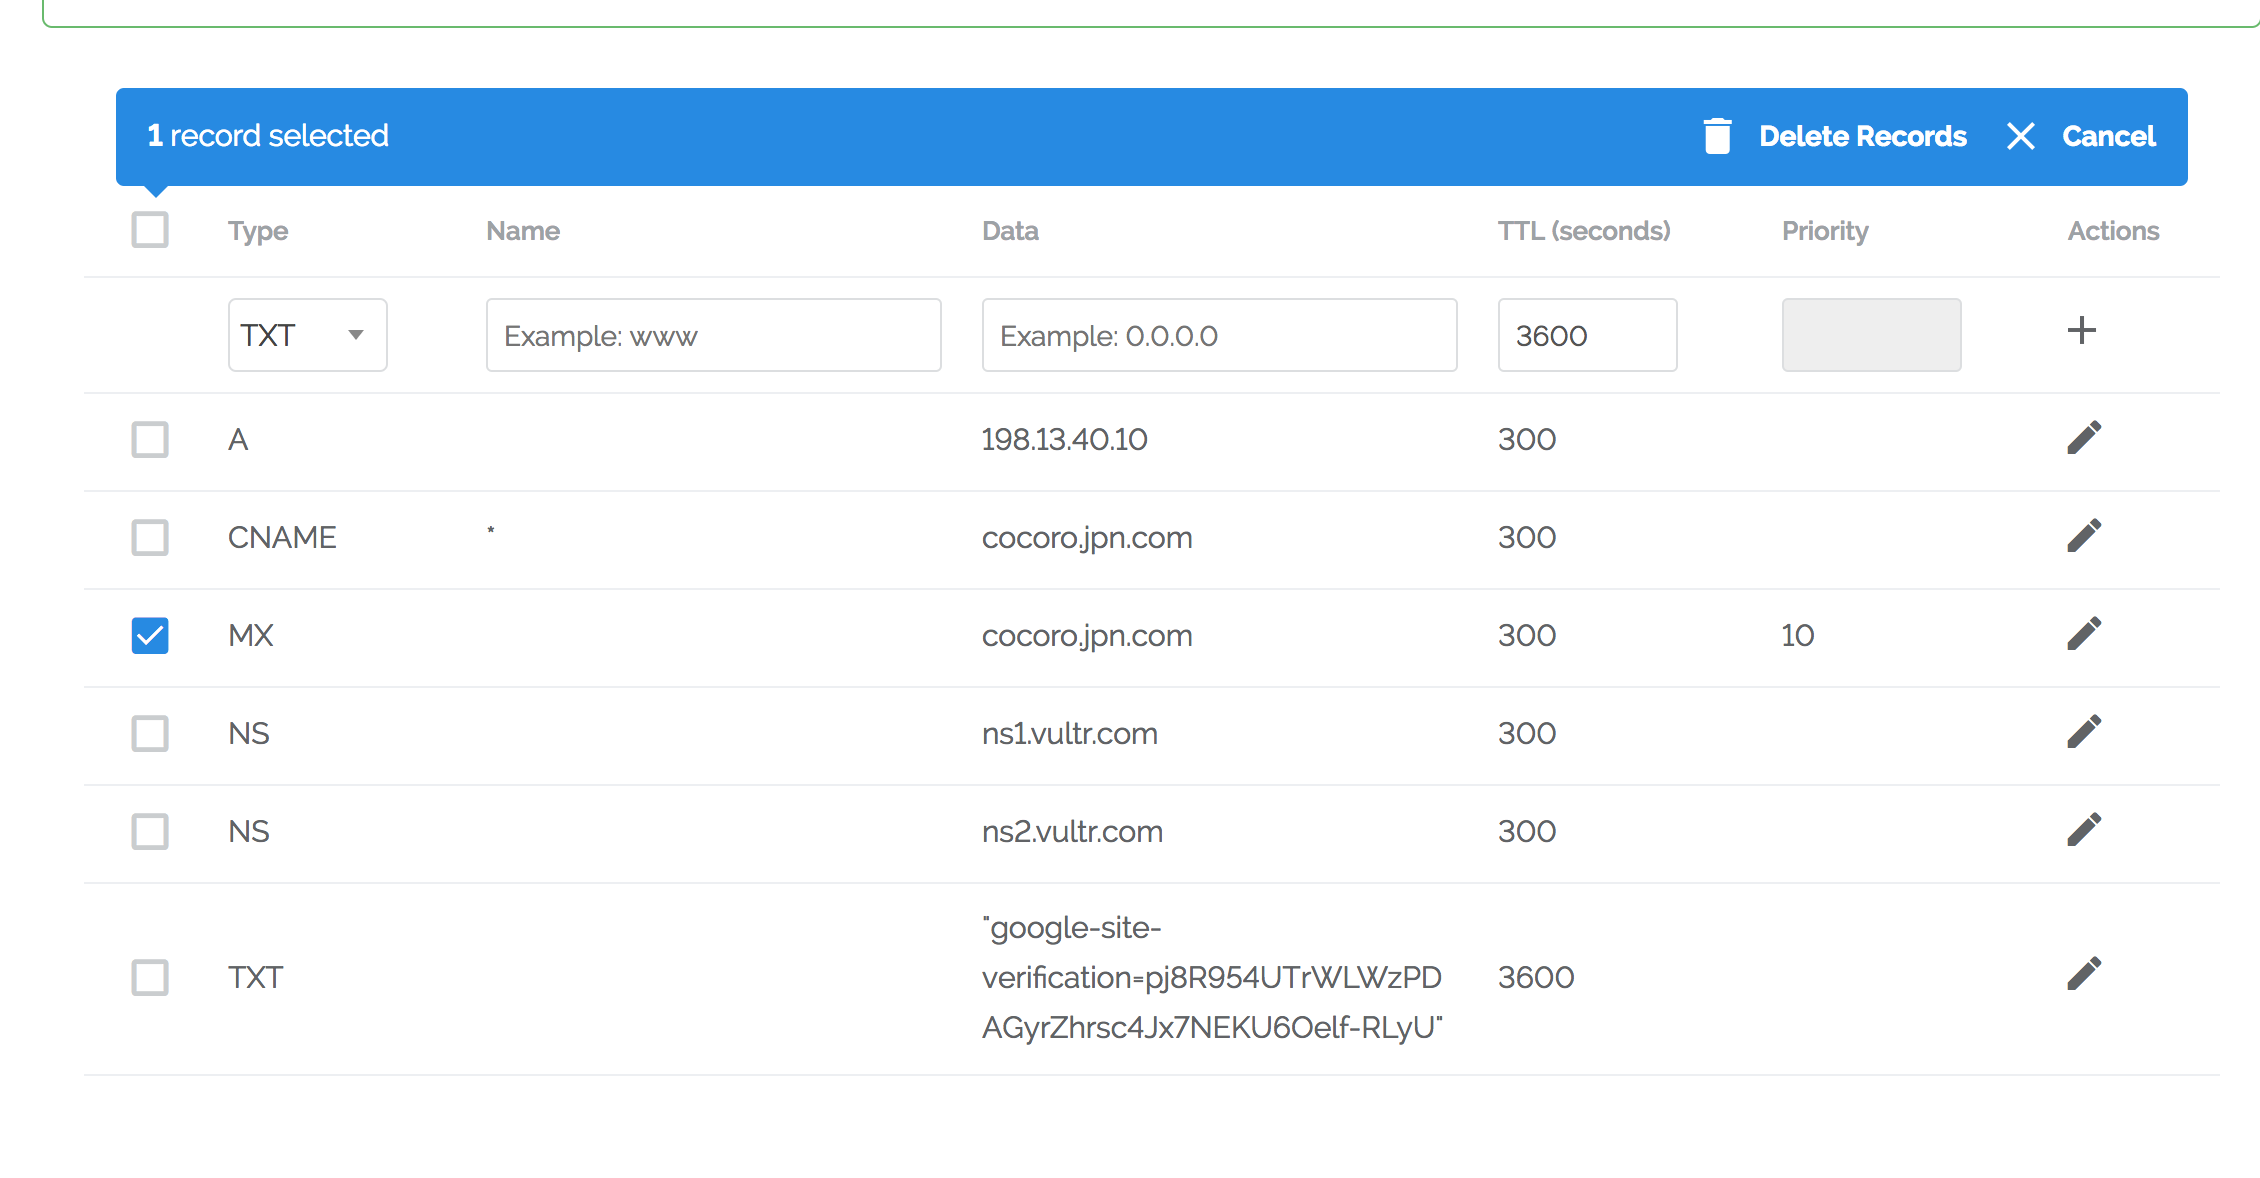 1 record selected Delete Records Cancel
Type Name Data TTL (seconds) Priority Actions
TXT Example: www Example: 0.0.0.0 3600
A 198.13.40.10 300
CNAME * cocoro.jpn.com 300
MX cocoro.jpn.com 300 10
NS ns1.vultr.com 300
NS ns2.vultr.com 300
"google-site-
TXT verification=pj8R954UTrWLWzPD 3600
AGyrZhrsc4Jx7NEKU6Oelf-RLyU"